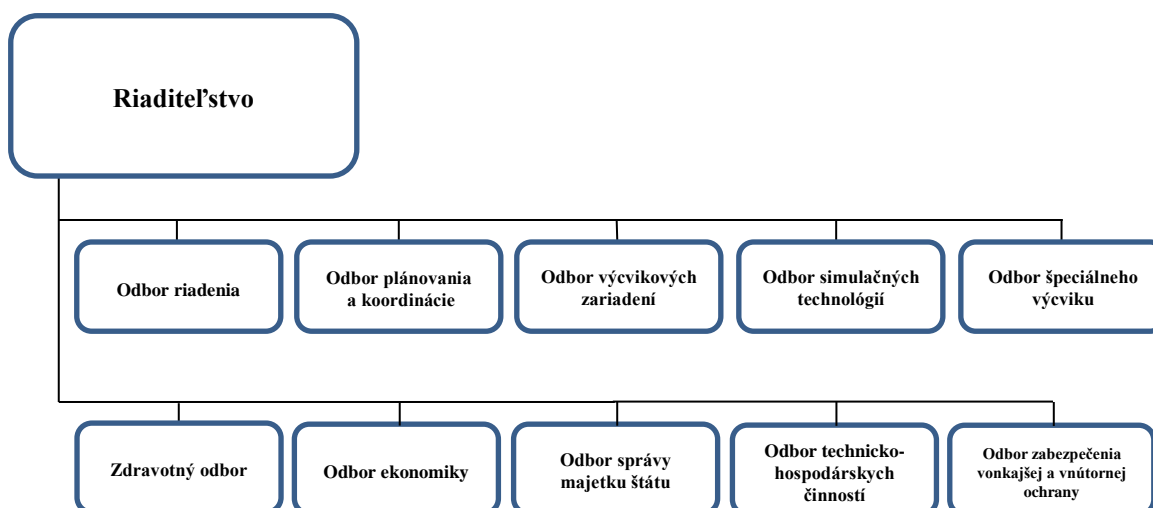 Riaditeľstvo
Odbor riadenia
Odbor plánovania
a koordinácie
Odbor výcvikových
zariadení
Odbor simulačných
technológií
Odbor špeciálneho
výcviku
Zdravotný odbor
Odbor ekonomiky
Odbor správy
majetku štátu
Odbor technicko-
hospodárskych
činností
Odbor zabezpečenia
vonkajšej a vnútornej
ochrany